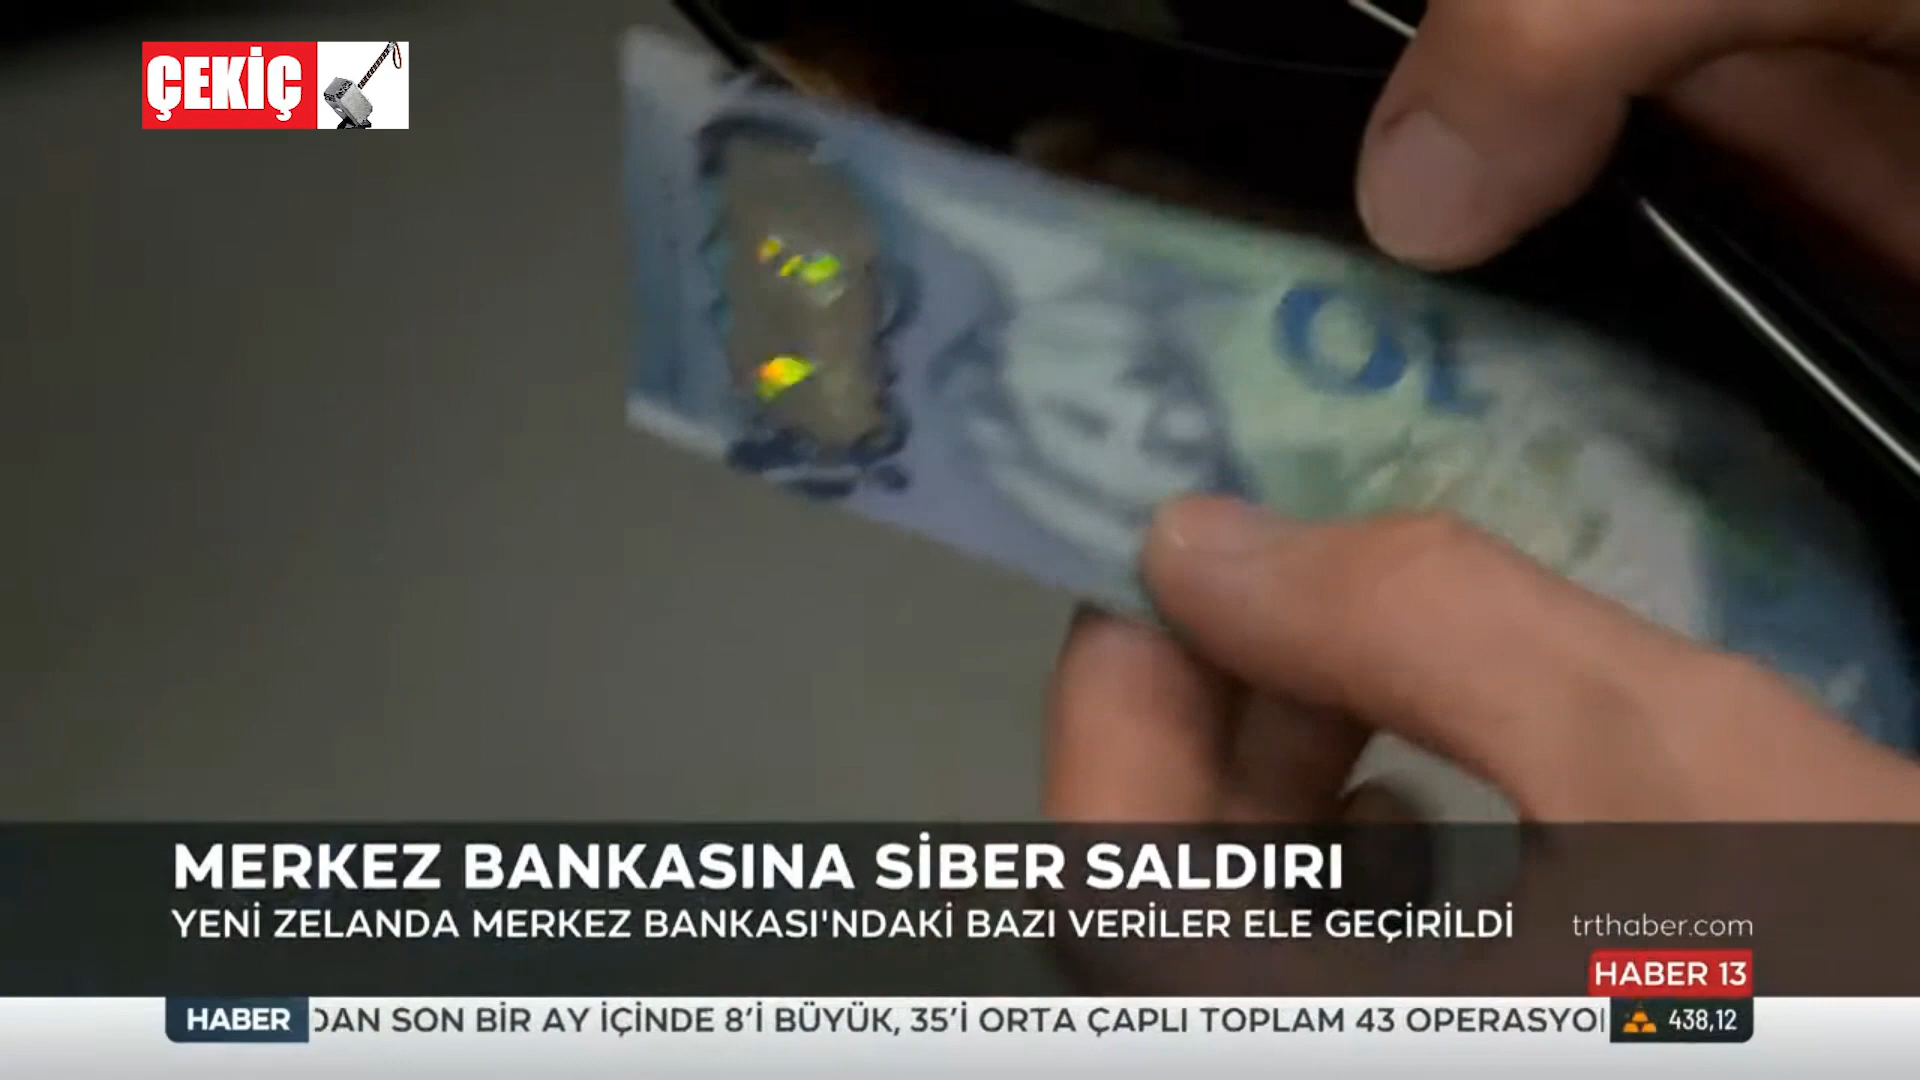 ÇEKİÇ
10
MERKEZ BANKASINA SİBER SALDIRI
YENİ ZELANDA MERKEZ BANKASI'NDAKİ BAZI VERİLER ELE GEÇİRİLDİ
trthaber.com
HABER 13
HABER
DAN SON BİR AY İÇİNDE 8’İ BÜYÜK, 35’İ ORTA ÇAPLI TOPLAM 43 OPERASYO
438,12